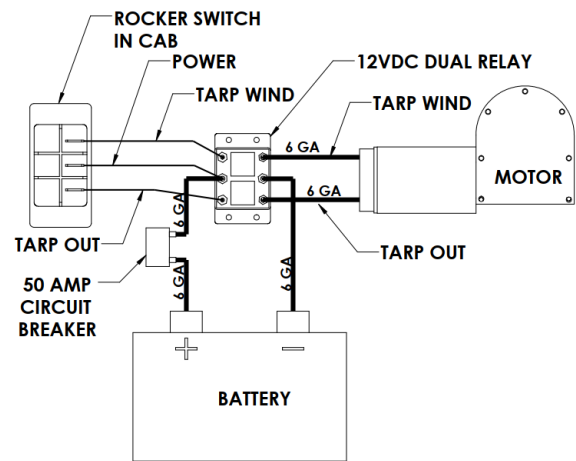 ROCKER SWITCH
IN CAB
POWER
TARP WIND
12VDC DUAL RELAY
TARP WIND
6 GA
MOTOR
6 GA
TARP OUT
TARP OUT
6 GA
50 AMP
CIRCUIT
BREAKER
6 GA
6 GA
+
−
BATTERY